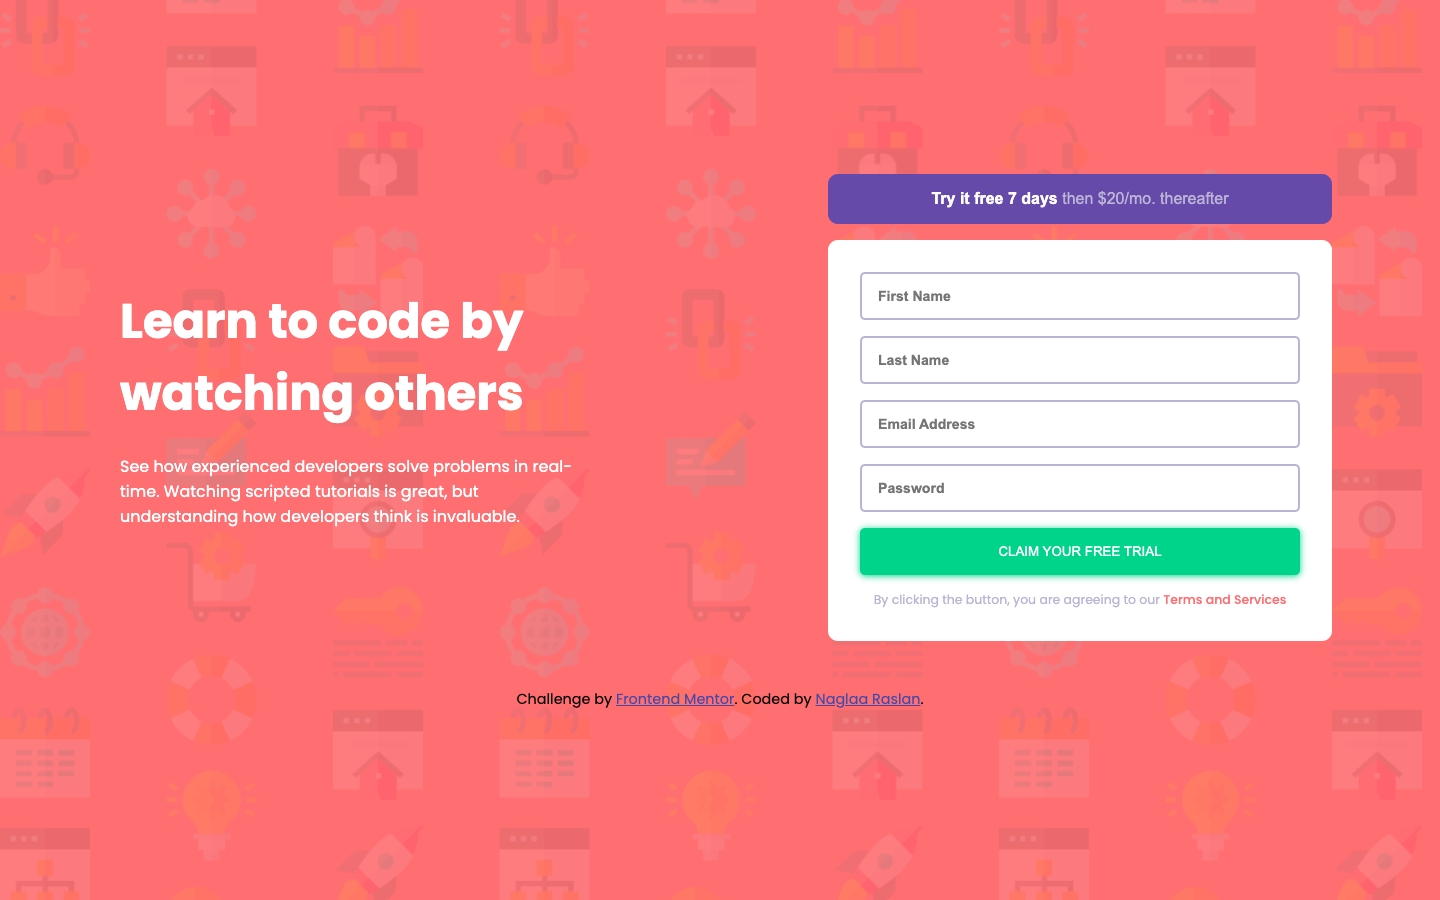 Learn to code by
watching others
See how experienced developers solve problems in real-
time. Watching scripted tutorials is great, but
understanding how developers think is invaluable.
Try it free 7 days then $20/mo. thereafter
First Name
Last Name
Email Address
Password
CLAIM YOUR FREE TRIAL
By clicking the button, you are agreeing to our Terms and Services
Challenge by Frontend Mentor. Coded by Naglaa Raslan.